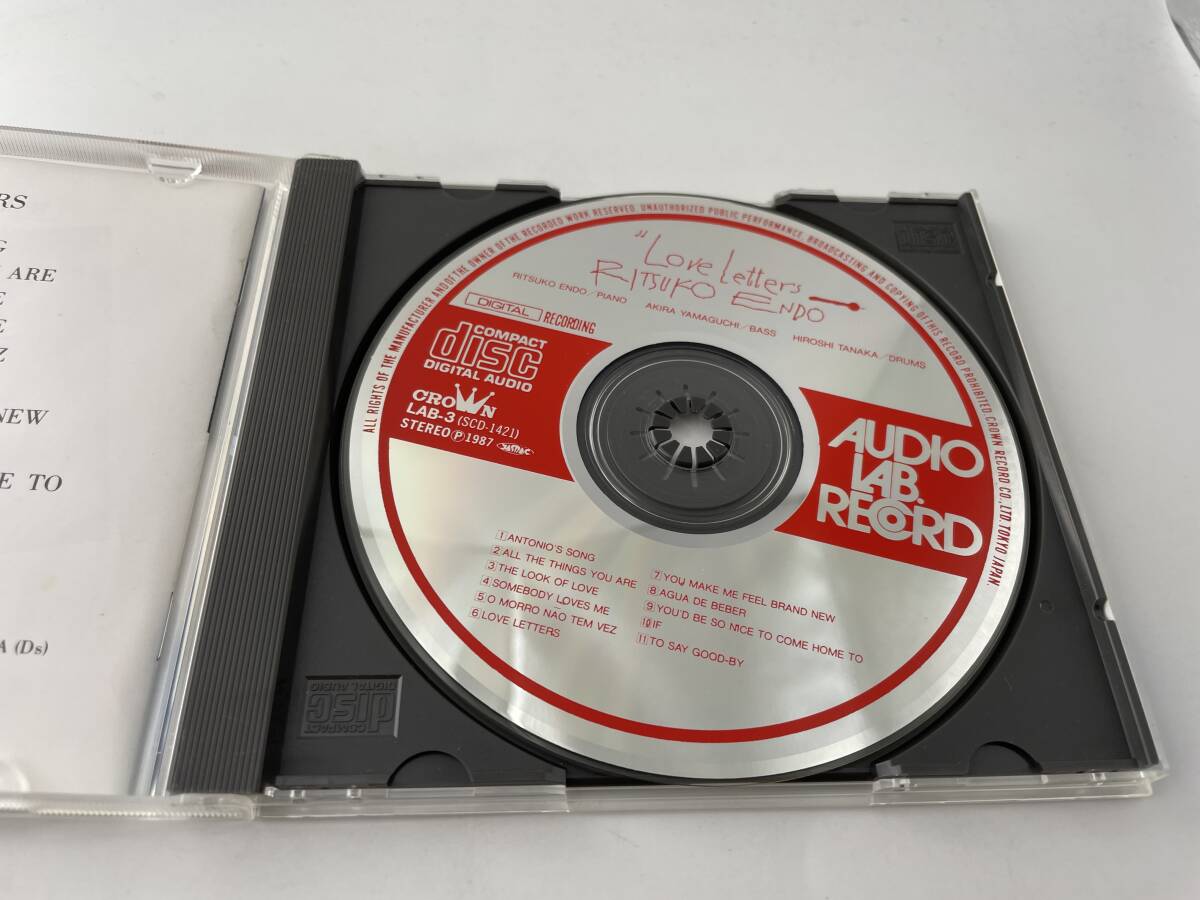 RS
G
ARE
E
E
Z
NEW
E TO
A (Ds)
ALL RIGHTS OF THE MANUFACTURER AND OF THE OWNER OF THE RECORDED WORK RESERVED. UNAUTHORIZED PUBLIC PERFORMANCE, BROADCASTING AND COPYING OF THIS RECORD PROHIBITED. CROWN RECORD CO., LTD. TOKYO JAPAN.
"Love Letters
RITSUKO ENDO
RITSUKO ENDO/PIANO AKIRA YAMAGUCHI/BASS HIROSHI TANAKA/DRUMS
DIGITAL RECORDING
COMPACT
disc
DIGITAL AUDIO
CROWN
LAB-3 (SCD-1421)
STEREO Ⓟ 1987
AUDIO
LAB.
RECORD
1 ANTONIO'S SONG
2 ALL THE THINGS YOU ARE
3 THE LOOK OF LOVE
4 SOMEBODY LOVES ME
5 O MORRO NÃO TEM VEZ
6 LOVE LETTERS
7 YOU MAKE ME FEEL BRAND NEW
8 AGUA DE BEBER
9 YOU'D BE SO NICE TO COME HOME TO
10 IF
11 TO SAY GOOD-BY
COMPACT
disc
DIGITAL AUDIO